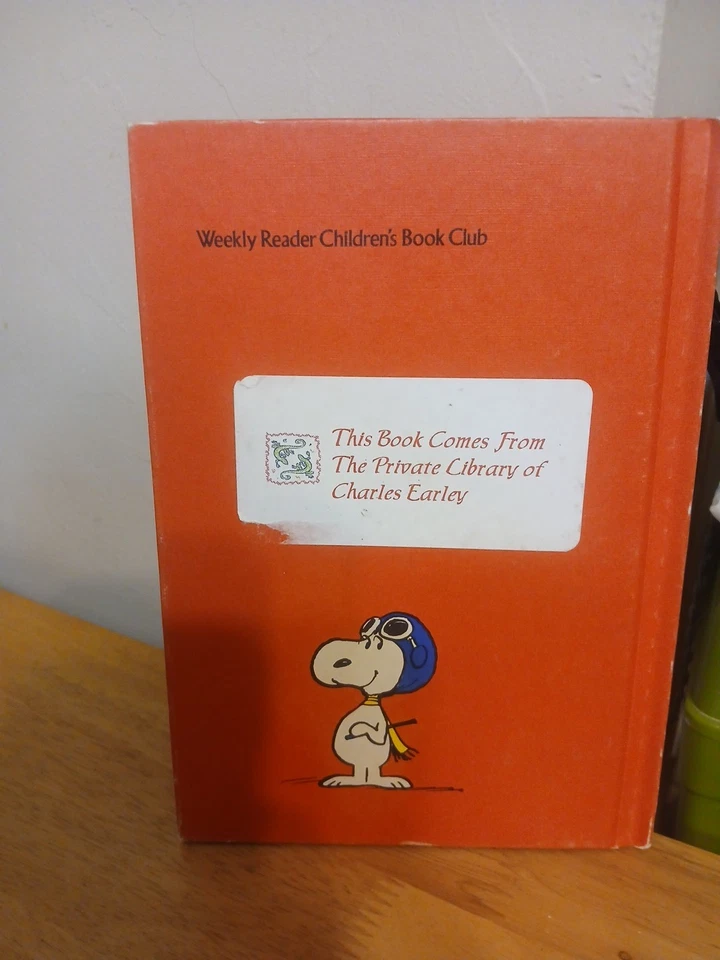 Weekly Reader Children's Book Club
This Book Comes From
The Private Library of
Charles Earley